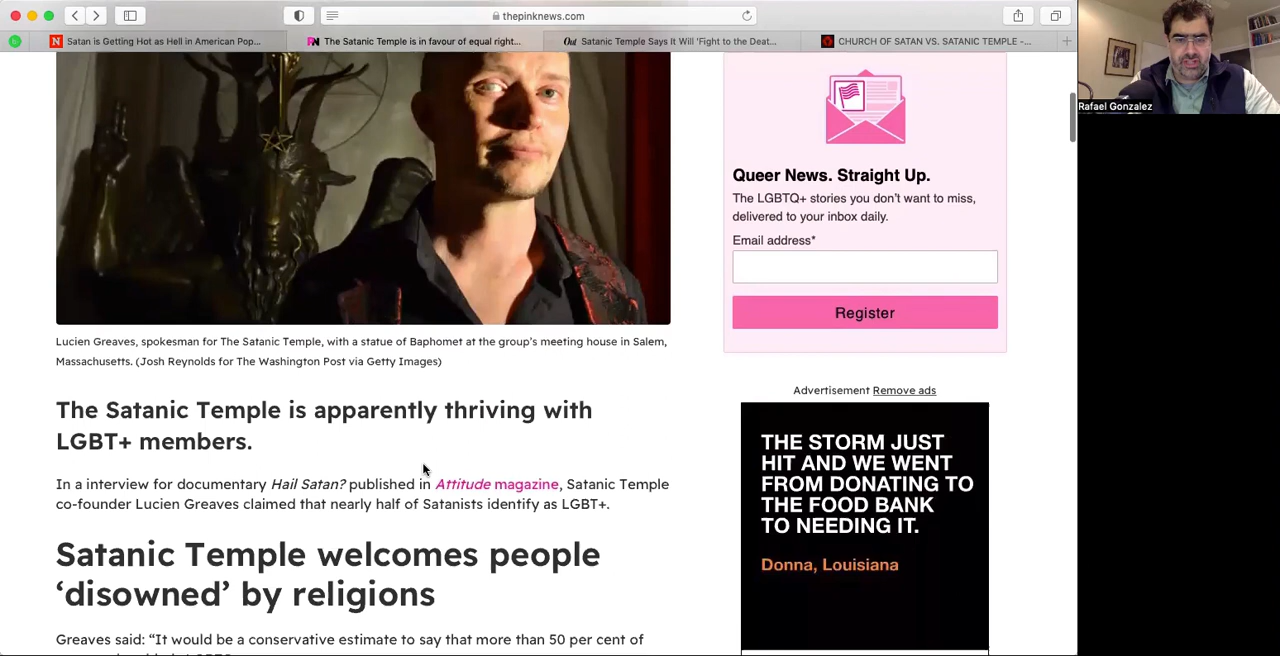 thepinknews.com
Satan is Getting Hot as Hell in American Pop...
The Satanic Temple is in favour of equal right...
Out Satanic Temple Says It Will 'Fight to the Deat...
CHURCH OF SATAN VS. SATANIC TEMPLE -...
Rafael Gonzalez
Lucien Greaves, spokesman for The Satanic Temple, with a statue of Baphomet at the group's meeting house in Salem,
Massachusetts. (Josh Reynolds for The Washington Post via Getty Images)
The Satanic Temple is apparently thriving with
LGBT+ members.
In a interview for documentary Hail Satan? published in Attitude magazine, Satanic Temple
co-founder Lucien Greaves claimed that nearly half of Satanists identify as LGBT+.
Satanic Temple welcomes people
‘disowned’ by religions
Greaves said: “It would be a conservative estimate to say that more than 50 per cent of
Queer News. Straight Up.
The LGBTQ+ stories you don't want to miss,
delivered to your inbox daily.
Email address*
Register
Advertisement Remove ads
THE STORM JUST
HIT AND WE WENT
FROM DONATING TO
THE FOOD BANK
TO NEEDING IT.
Donna, Louisiana